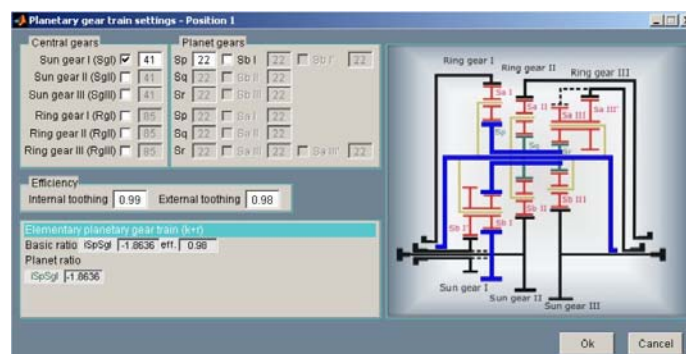 Planetary gear train settings - Position 1
Central gears
Sun gear I (SgI) 41
Sun gear II (SgII) 41
Sun gear III (SgIII) 41
Ring gear I (RgI) 85
Ring gear II (RgII) 85
Ring gear III (RgIII) 85
Planet gears
Sp 22 Sb I 22 Sb I' 22
Sq 22 Sb II 22
Sr 22 Sb III 22
Sp 22 Sa I 22
Sq 22 Sa II 22
Sr 22 Sa III 22 Sa III' 22
Efficiency
Internal toothing 0.99 External toothing 0.98
Elementary planetary gear train (k+r)
Basic ratio iSpSgI -1.8636 eff. 0.98
Planet ratio
iSpSgI -1.8636
Ring gear I
Ring gear II
Ring gear III
Sa I
Sa II
Sa III
Sa III'
Sp
Sq
Sr
Sb I'
Sb I
Sb II
Sb III
Sun gear I
Sun gear II
Sun gear III
Ok Cancel